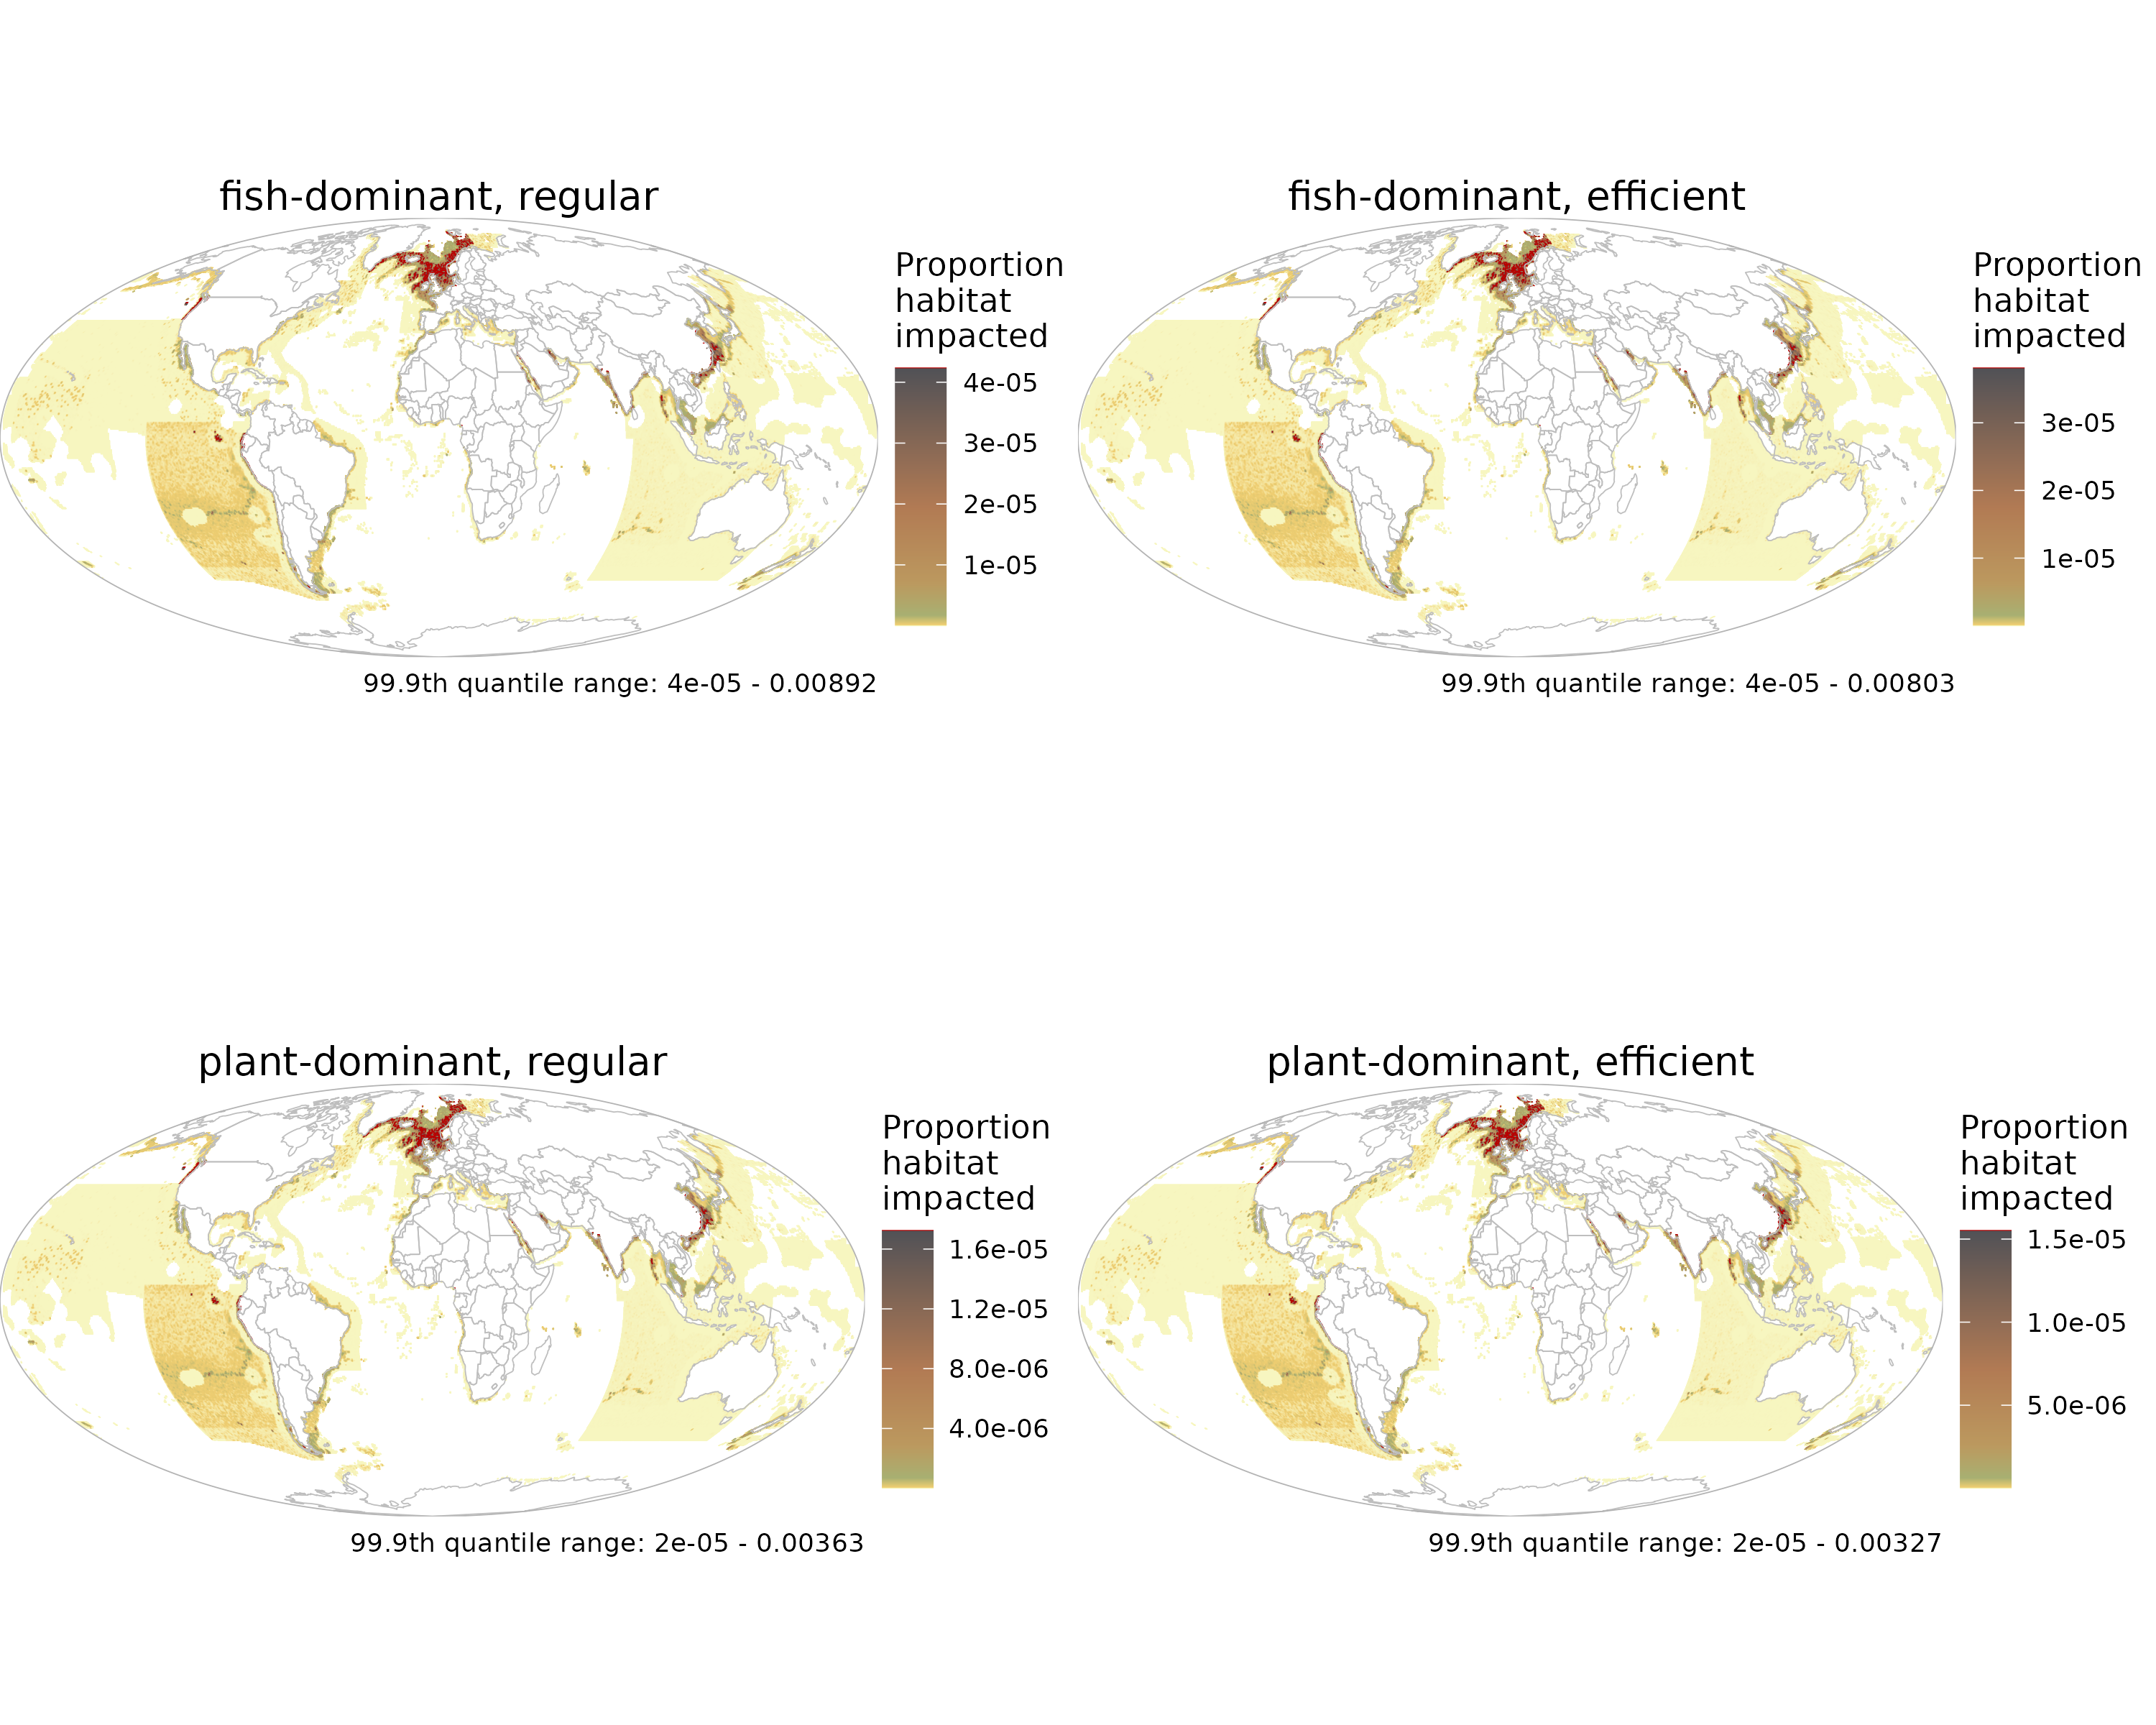 fish-dominant, regular
Proportion
habitat
impacted
4e-05
3e-05
2e-05
1e-05
99.9th quantile range: 4e-05 - 0.00892
fish-dominant, efficient
Proportion
habitat
impacted
3e-05
2e-05
1e-05
99.9th quantile range: 4e-05 - 0.00803
plant-dominant, regular
Proportion
habitat
impacted
1.6e-05
1.2e-05
8.0e-06
4.0e-06
99.9th quantile range: 2e-05 - 0.00363
plant-dominant, efficient
Proportion
habitat
impacted
1.5e-05
1.0e-05
5.0e-06
99.9th quantile range: 2e-05 - 0.00327